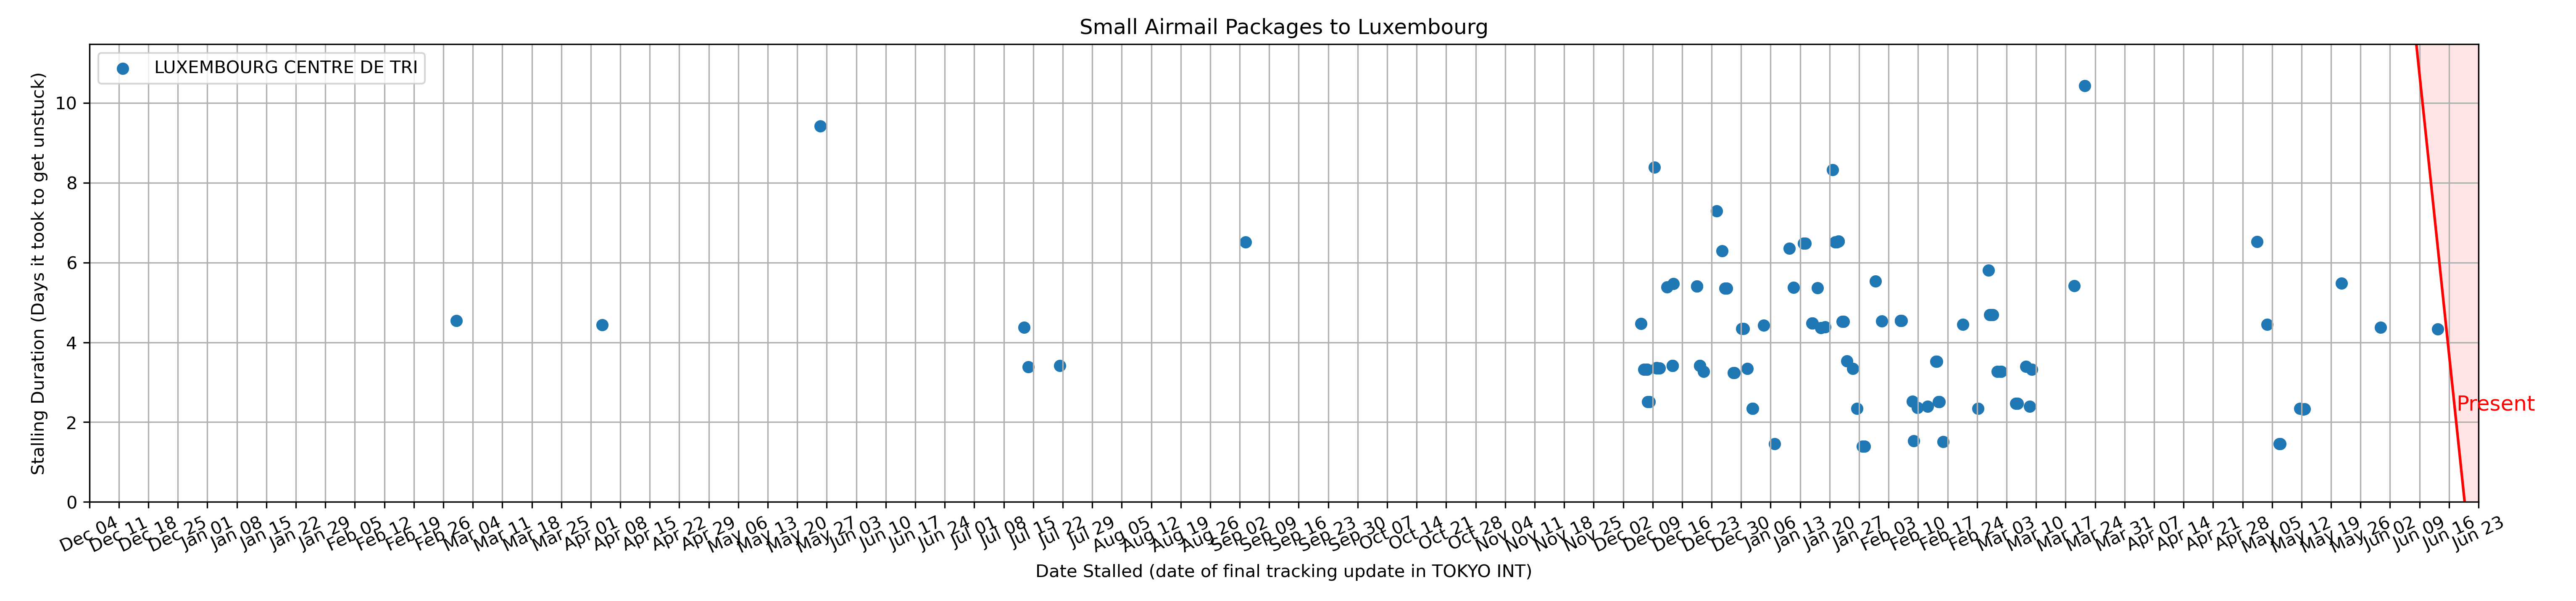 Small Airmail Packages to Luxembourg
LUXEMBOURG CENTRE DE TRI
Stalling Duration (Days it took to get unstuck)
10
8
6
4
2
0
Present
Dec 04
Dec 11
Dec 18
Dec 25
Jan 01
Jan 08
Jan 15
Jan 22
Jan 29
Feb 05
Feb 12
Feb 19
Feb 26
Mar 04
Mar 11
Mar 18
Mar 25
Apr 01
Apr 08
Apr 15
Apr 22
Apr 29
May 06
May 13
May 20
May 27
Jun 03
Jun 10
Jun 17
Jun 24
Jul 01
Jul 08
Jul 15
Jul 22
Jul 29
Aug 05
Aug 12
Aug 19
Aug 26
Sep 02
Sep 09
Sep 16
Sep 23
Sep 30
Oct 07
Oct 14
Oct 21
Oct 28
Nov 04
Nov 11
Nov 18
Nov 25
Dec 02
Dec 09
Dec 16
Dec 23
Dec 30
Jan 06
Jan 13
Jan 20
Jan 27
Feb 03
Feb 10
Feb 17
Feb 24
Mar 03
Mar 10
Mar 17
Mar 24
Mar 31
Apr 07
Apr 14
Apr 21
Apr 28
May 05
May 12
May 19
May 26
Jun 02
Jun 09
Jun 16
Jun 23
Date Stalled (date of final tracking update in TOKYO INT)